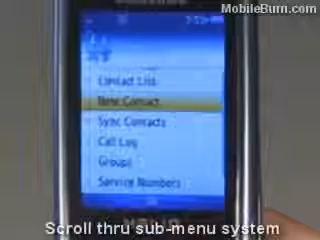 MobileBurn.com
Contact List
New Contact
Sync Contacts
Call Log
Groups
Service Numbers
Scroll thru sub-menu system